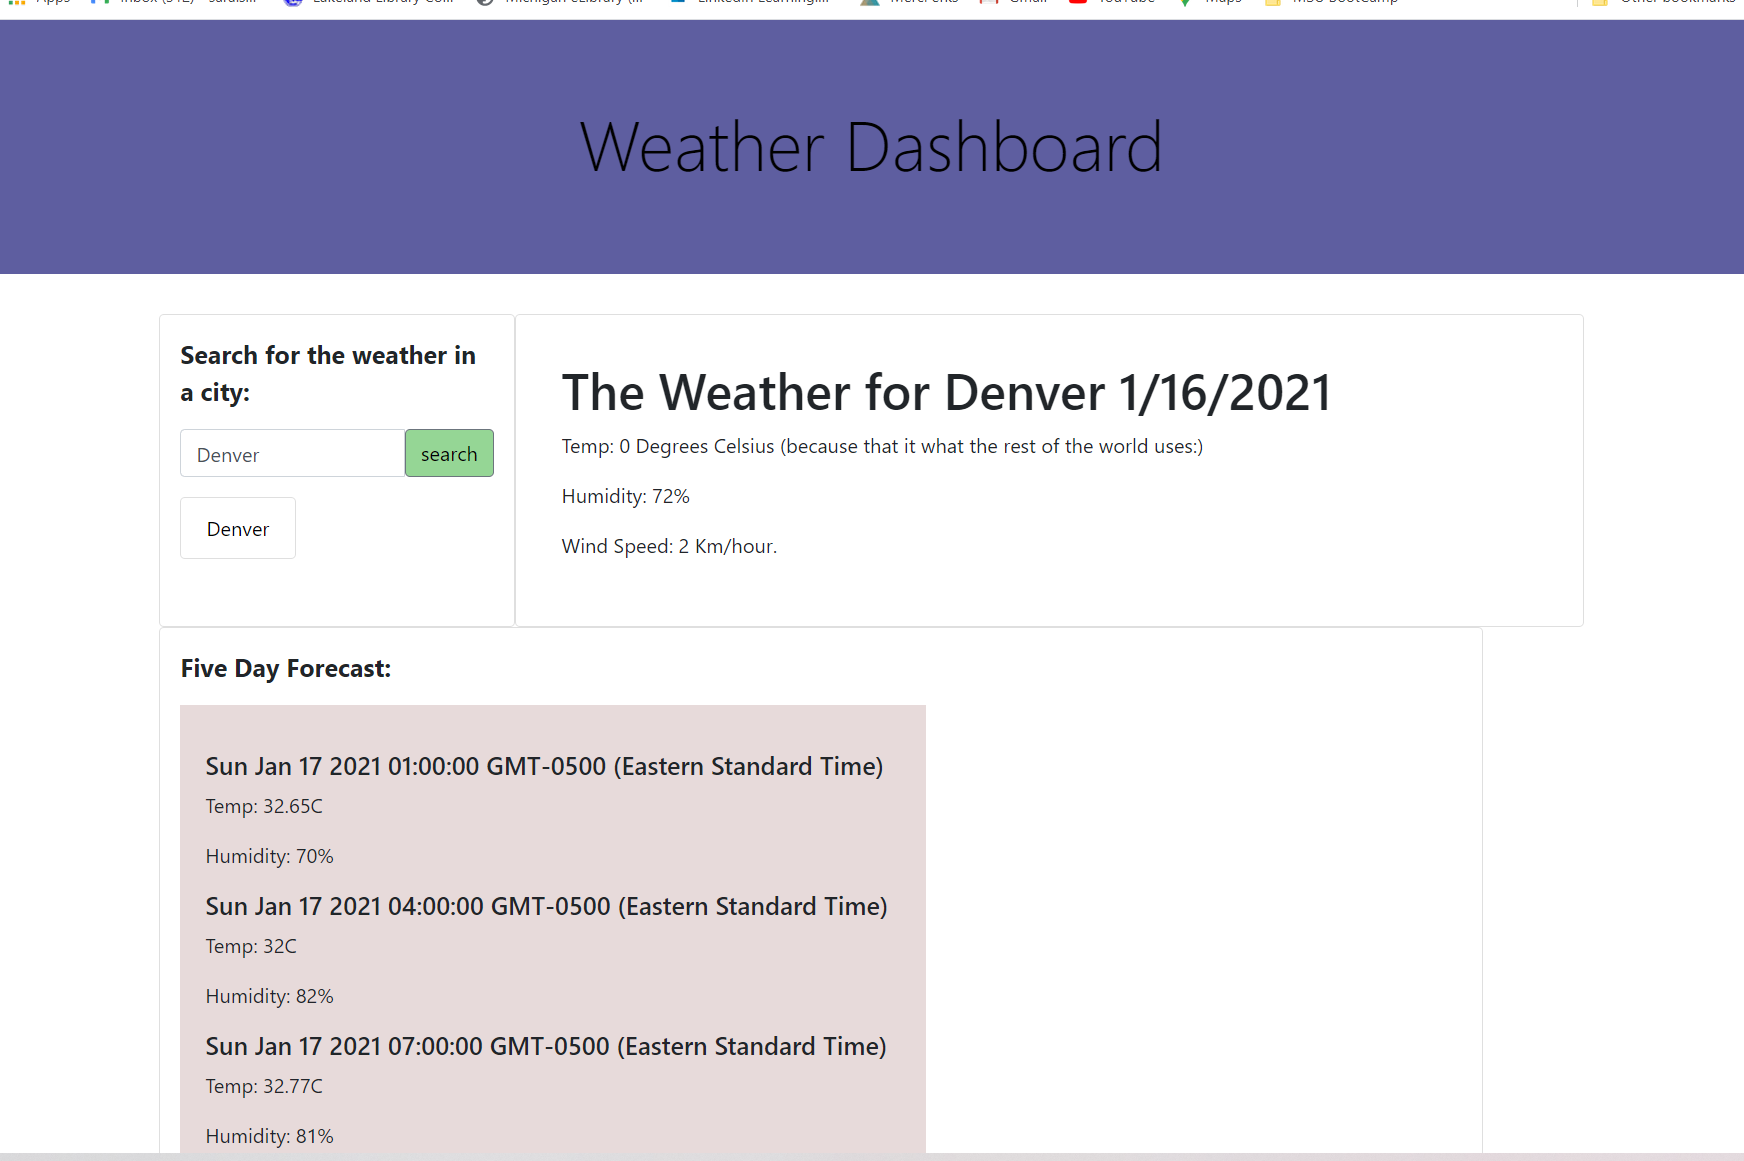 Weather Dashboard
Search for the weather in
a city:
Denver
search
Denver
The Weather for Denver 1/16/2021
Temp: 0 Degrees Celsius (because that it what the rest of the world uses:)
Humidity: 72%
Wind Speed: 2 Km/hour.
Five Day Forecast:
Sun Jan 17 2021 01:00:00 GMT-0500 (Eastern Standard Time)
Temp: 32.65C
Humidity: 70%
Sun Jan 17 2021 04:00:00 GMT-0500 (Eastern Standard Time)
Temp: 32C
Humidity: 82%
Sun Jan 17 2021 07:00:00 GMT-0500 (Eastern Standard Time)
Temp: 32.77C
Humidity: 81%